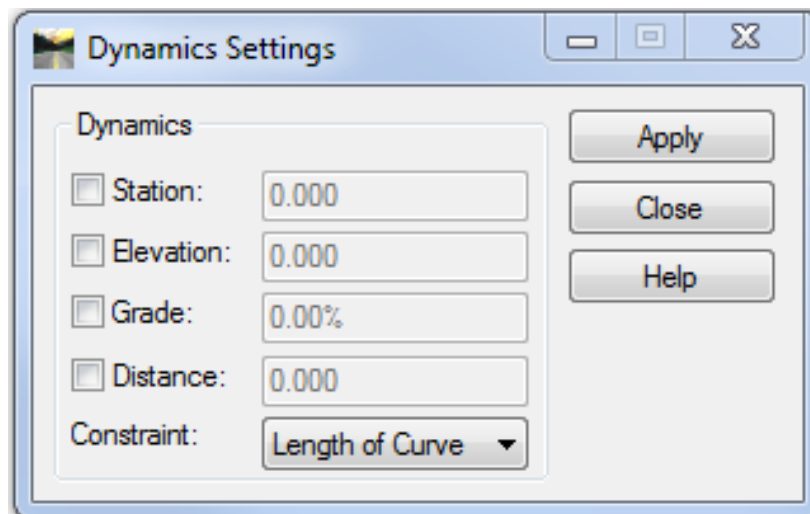 Dynamics Settings
Dynamics
Station: 0.000
Elevation: 0.000
Grade: 0.00%
Distance: 0.000
Constraint: Length of Curve
Apply
Close
Help